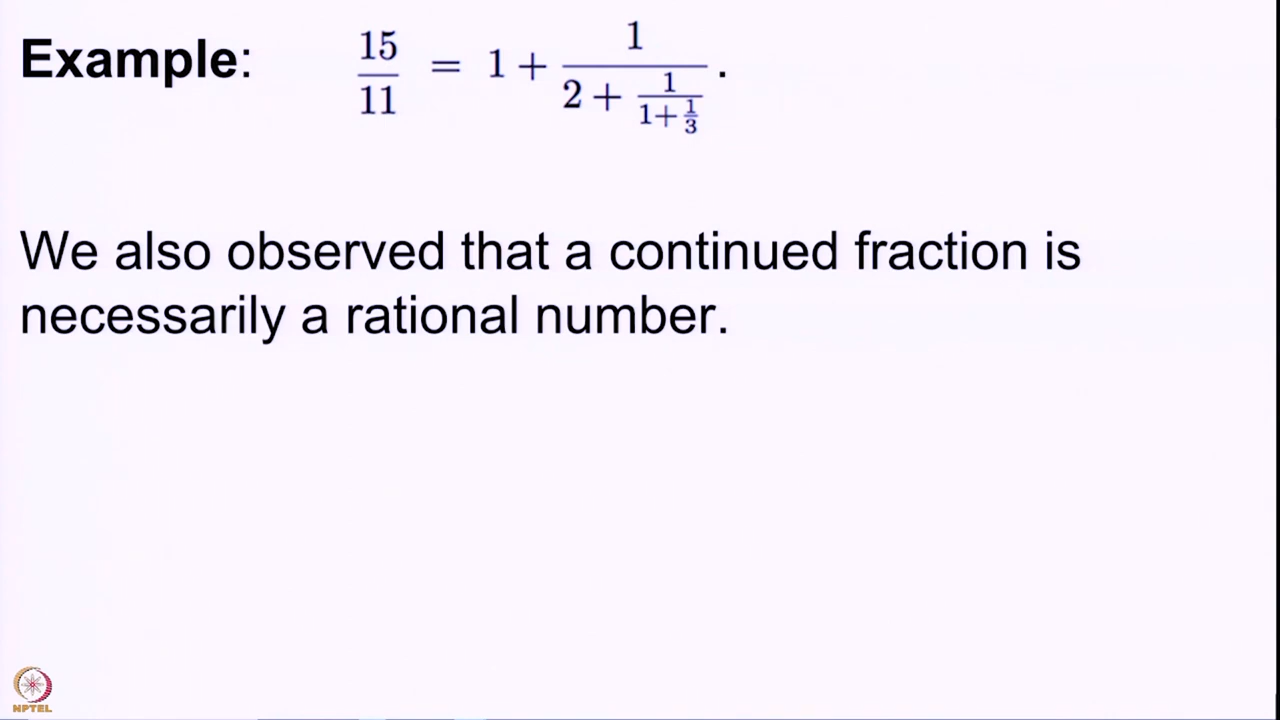 Example: 15/11 = 1 + 1/(2 + 1/(1+1/3)).
We also observed that a continued fraction is
necessarily a rational number.
NPTEL